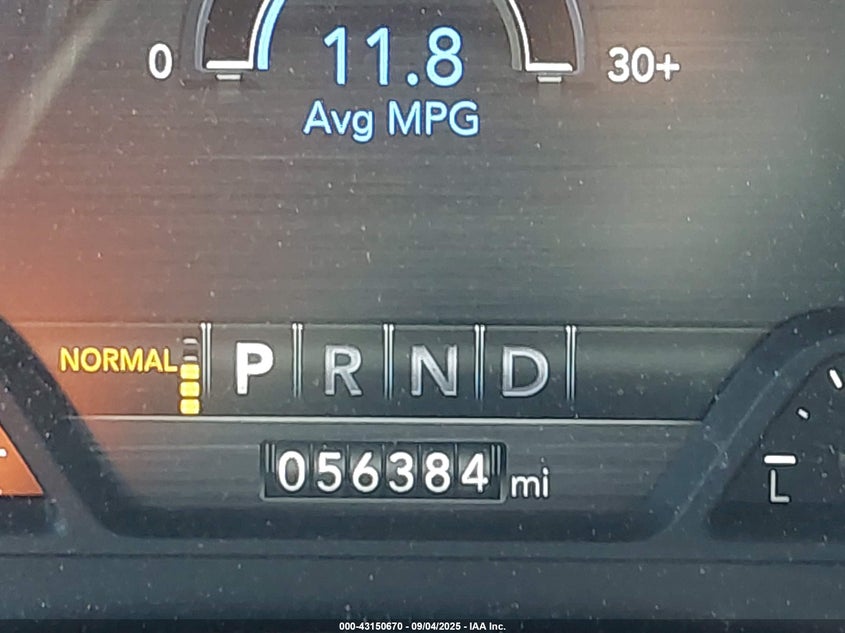 11.8
0 30+
Avg MPG
NORMAL P R N D
056384 mi
L
000-43150670 - 09/04/2025 - IAA Inc.